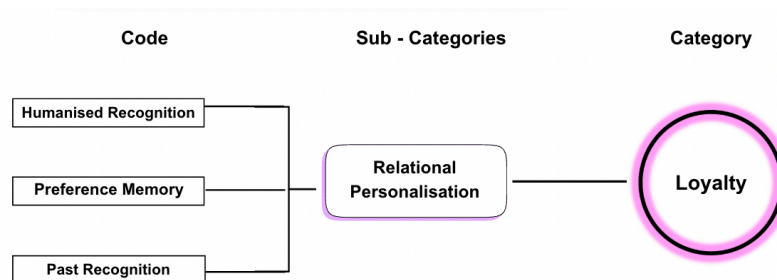 Code
Sub - Categories
Category
Humanised Recognition
Preference Memory
Past Recognition
Relational
Personalisation
Loyalty